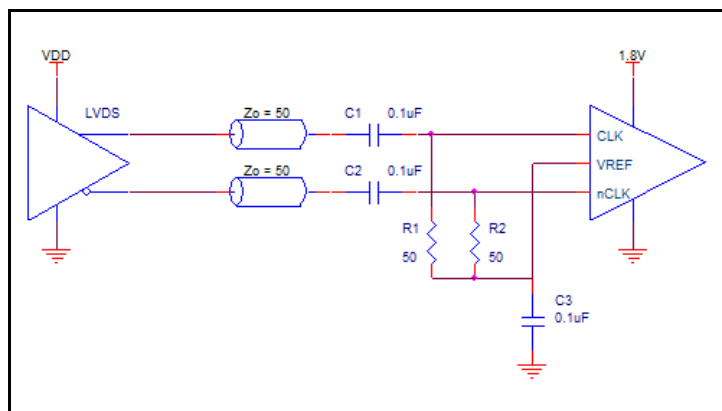 VDD
1.8V
LVDS
Zo = 50
C1
0.1uF
CLK
VREF
Zo = 50
C2
0.1uF
nCLK
R1
R2
50
50
C3
0.1uF